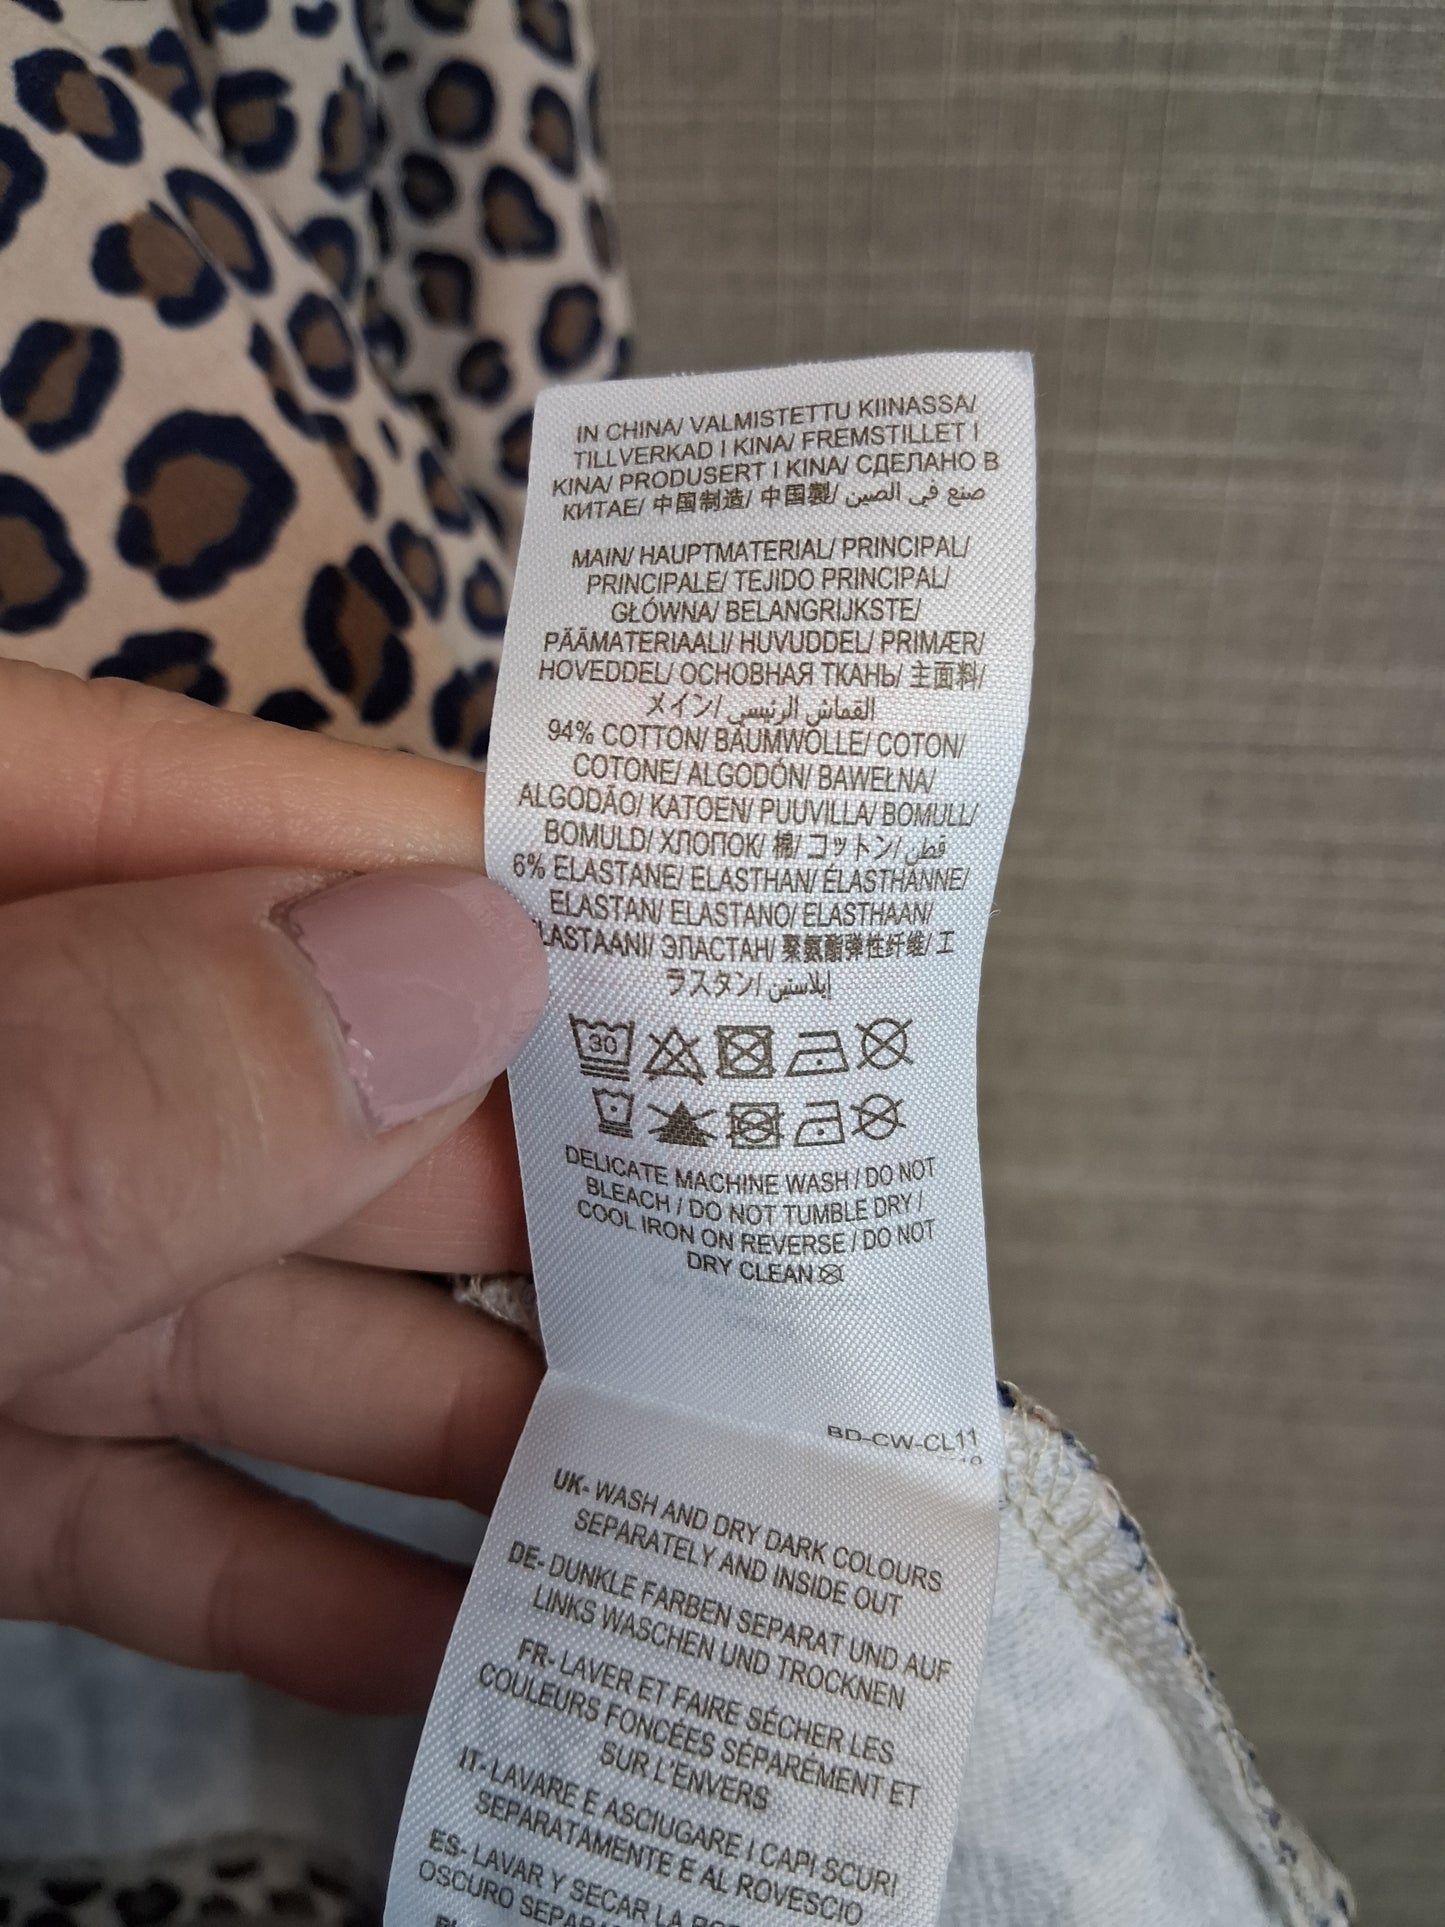 IN CHINA/ VALMISTETTU KIINASSA/
TILLVERKAD I KINA/ FREMSTILLET I
KINA/ PRODUSERT I KINA/ СДЕЛАНО В
КИТАЕ/ 中国制造/ 中国製/ صنع في الصين
MAIN/ HAUPTMATERIAL/ PRINCIPAL/
PRINCIPALE/ TEJIDO PRINCIPAL/
GŁÓWNA/ BELANGRIJKSTE/
PÄÄMATERIAALI/ HUVUDDEL/ PRIMÆR/
HOVEDDEL/ ОСНОВНАЯ ТКАНЬ/ 主面料/
メイン/ القماش الرئيسي
94% COTTON/ BAUMWOLLE/ COTON/
COTONE/ ALGODÓN/ BAWEŁNA/
ALGODÃO/ KATOEN/ PUUVILLA/ BOMULL/
BOMULD/ ХЛОПОК/ 棉/ コットン/ قطن
6% ELASTANE/ ELASTHAN/ ÉLASTHANNE/
ELASTAN/ ELASTANO/ ELASTHAAN/
LASTAANI/ ЭЛАСТАН/ 聚氨酯弹性纤维/ エ
ラスタン/ إيلاستين
30
DELICATE MACHINE WASH / DO NOT
BLEACH / DO NOT TUMBLE DRY /
COOL IRON ON REVERSE / DO NOT
DRY CLEAN
BD-CW-CL11
UK- WASH AND DRY DARK COLOURS
SEPARATELY AND INSIDE OUT
DE- DUNKLE FARBEN SEPARAT UND AUF
LINKS WASCHEN UND TROCKNEN
FR- LAVER ET FAIRE SÉCHER LES
COULEURS FONCÉES SÉPARÉMENT ET
SUR L'ENVERS
IT- LAVARE E ASCIUGARE I CAPI SCURI
SEPARATAMENTE E AL ROVESCIO
ES- LAVAR Y SECAR LA
OSCURO